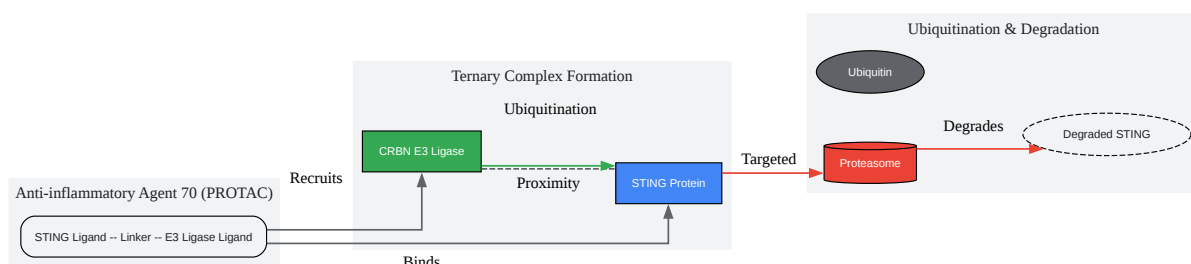 Ubiquitination & Degradation
Ubiquitin
Ternary Complex Formation
Ubiquitination
CRBN E3 Ligase
Degrades
Degraded STING
Targeted
Proteasome
Recruits
Proximity
STING Protein
Anti-inflammatory Agent 70 (PROTAC)
STING Ligand -- Linker -- E3 Ligase Ligand
Binds